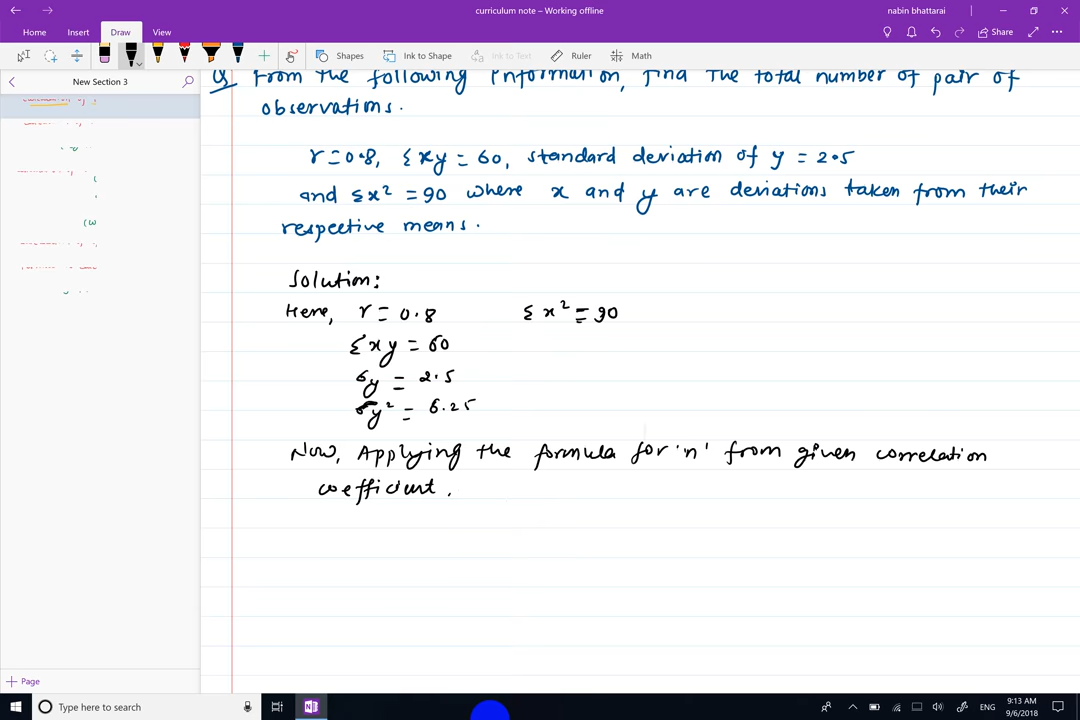 curriculum note – Working offline
nabin bhattarai
Home Insert Draw View
Share
Shapes Ink to Shape Ink to Text Ruler Math
New Section 3
Q From the following information, find the total number of pair of
observations.
r = 0.8, Σxy = 60, standard deviation of y = 2.5
and Σx² = 90 where x and y are deviations taken from their
respective means.
Solution:
Here, r = 0.8 Σx² = 90
Σxy = 60
σy = 2.5
σy² = 6.25
Now, Applying the formula for 'n' from given correlation
coefficient.
+ Page
Type here to search
ENG
9:13 AM
9/6/2018